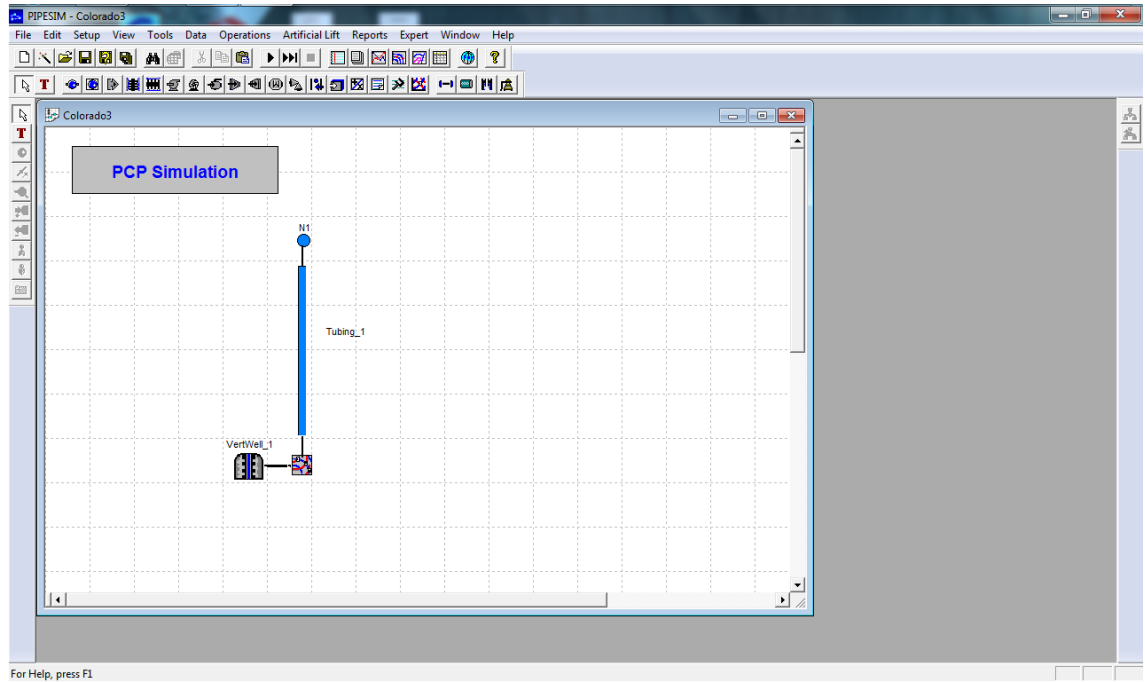 PIPESIM - Colorado3
File Edit Setup View Tools Data Operations Artificial Lift Reports Expert Window Help
T
Colorado3
T
PCP Simulation
N1
Tubing_1
VertWell_1
For Help, press F1